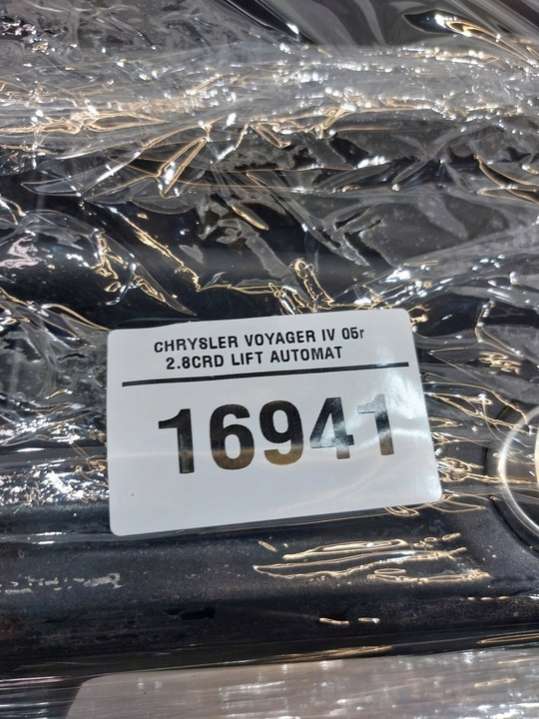 CHRYSLER VOYAGER IV 05r
2.8CRD LIFT AUTOMAT
16941